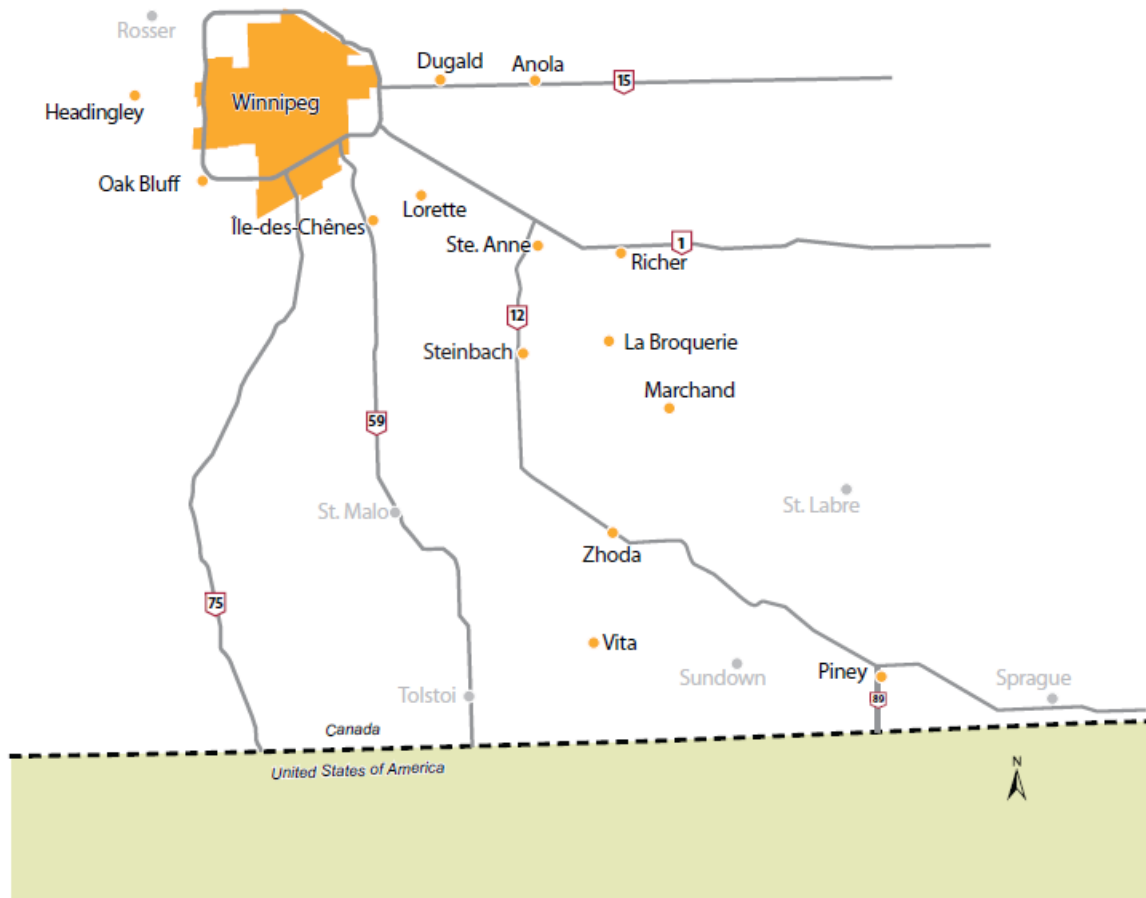 Rosser
Dugald
Anola
15
Headingley
Winnipeg
Oak Bluff
Lorette
Île-des-Chênes
Ste. Anne
1
Richer
12
Steinbach
La Broquerie
Marchand
59
St. Malo
St. Labre
Zhoda
75
Vita
Sundown
Piney
Sprague
Tolstoi
89
Canada
United States of America
N